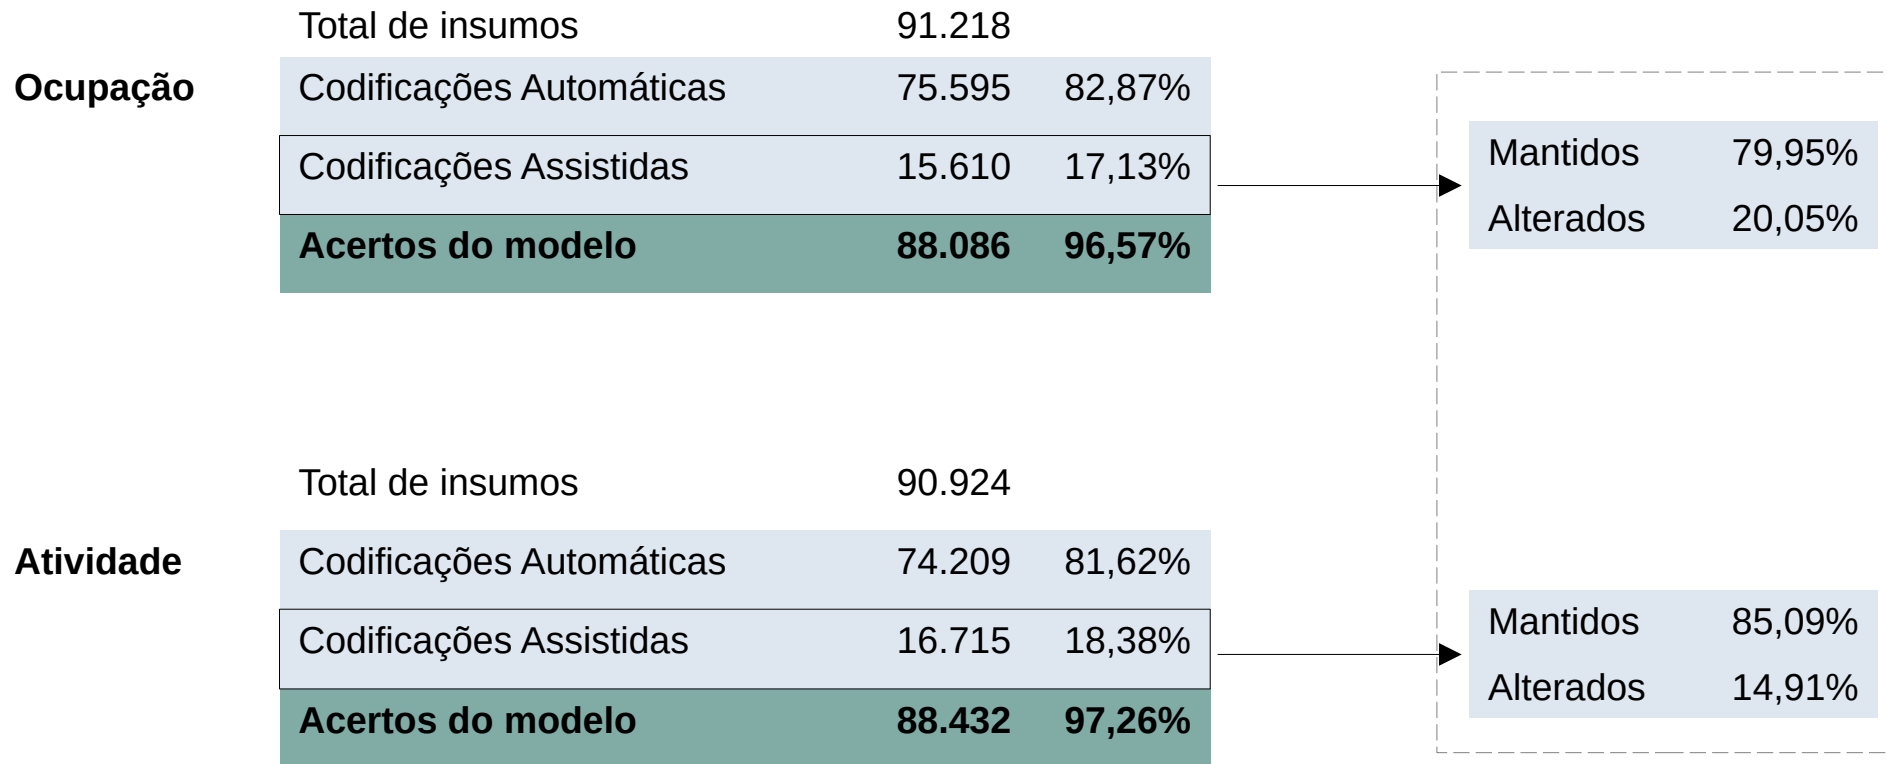 Total de insumos 91.218
Ocupação Codificações Automáticas 75.595 82,87%
Codificações Assistidas 15.610 17,13%
Mantidos 79,95%
Alterados 20,05%
Acertos do modelo 88.086 96,57%
Total de insumos 90.924
Atividade Codificações Automáticas 74.209 81,62%
Codificações Assistidas 16.715 18,38%
Mantidos 85,09%
Alterados 14,91%
Acertos do modelo 88.432 97,26%